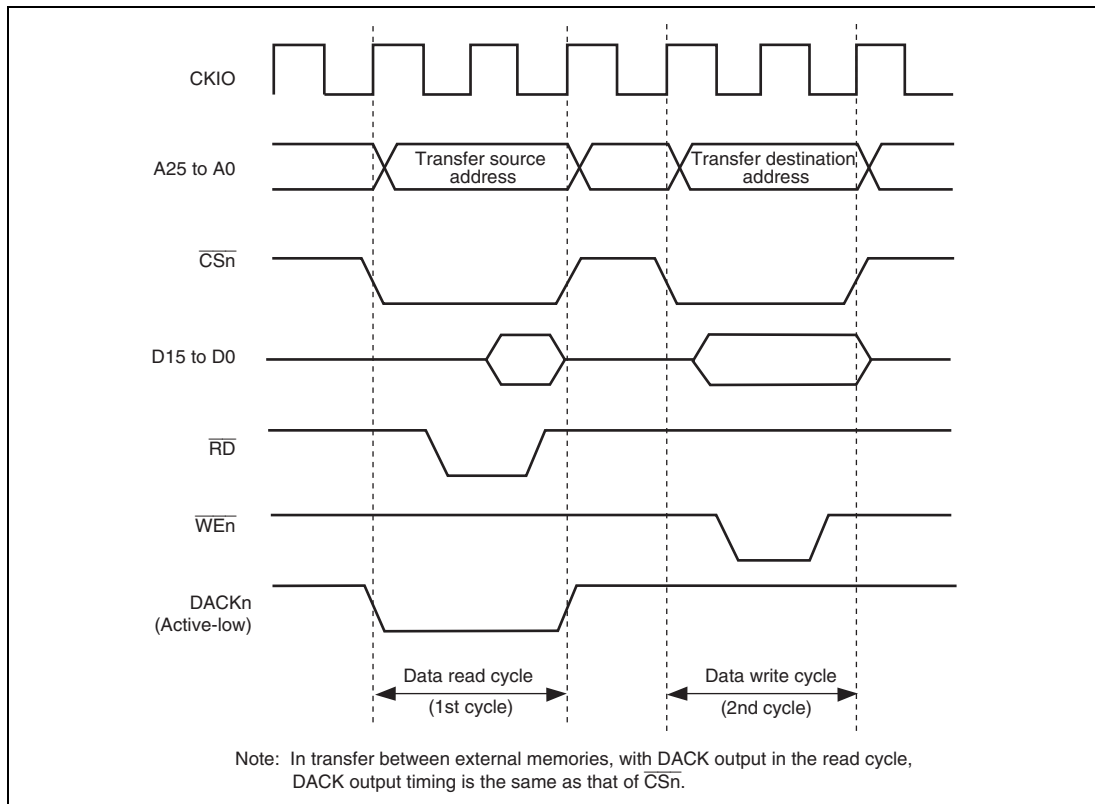 CKIO
A25 to A0
Transfer source
address
Transfer destination
address
CSn
D15 to D0
RD
WEn
DACKn
(Active-low)
Data read cycle
(1st cycle)
Data write cycle
(2nd cycle)
Note: In transfer between external memories, with DACK output in the read cycle,
DACK output timing is the same as that of CSn.